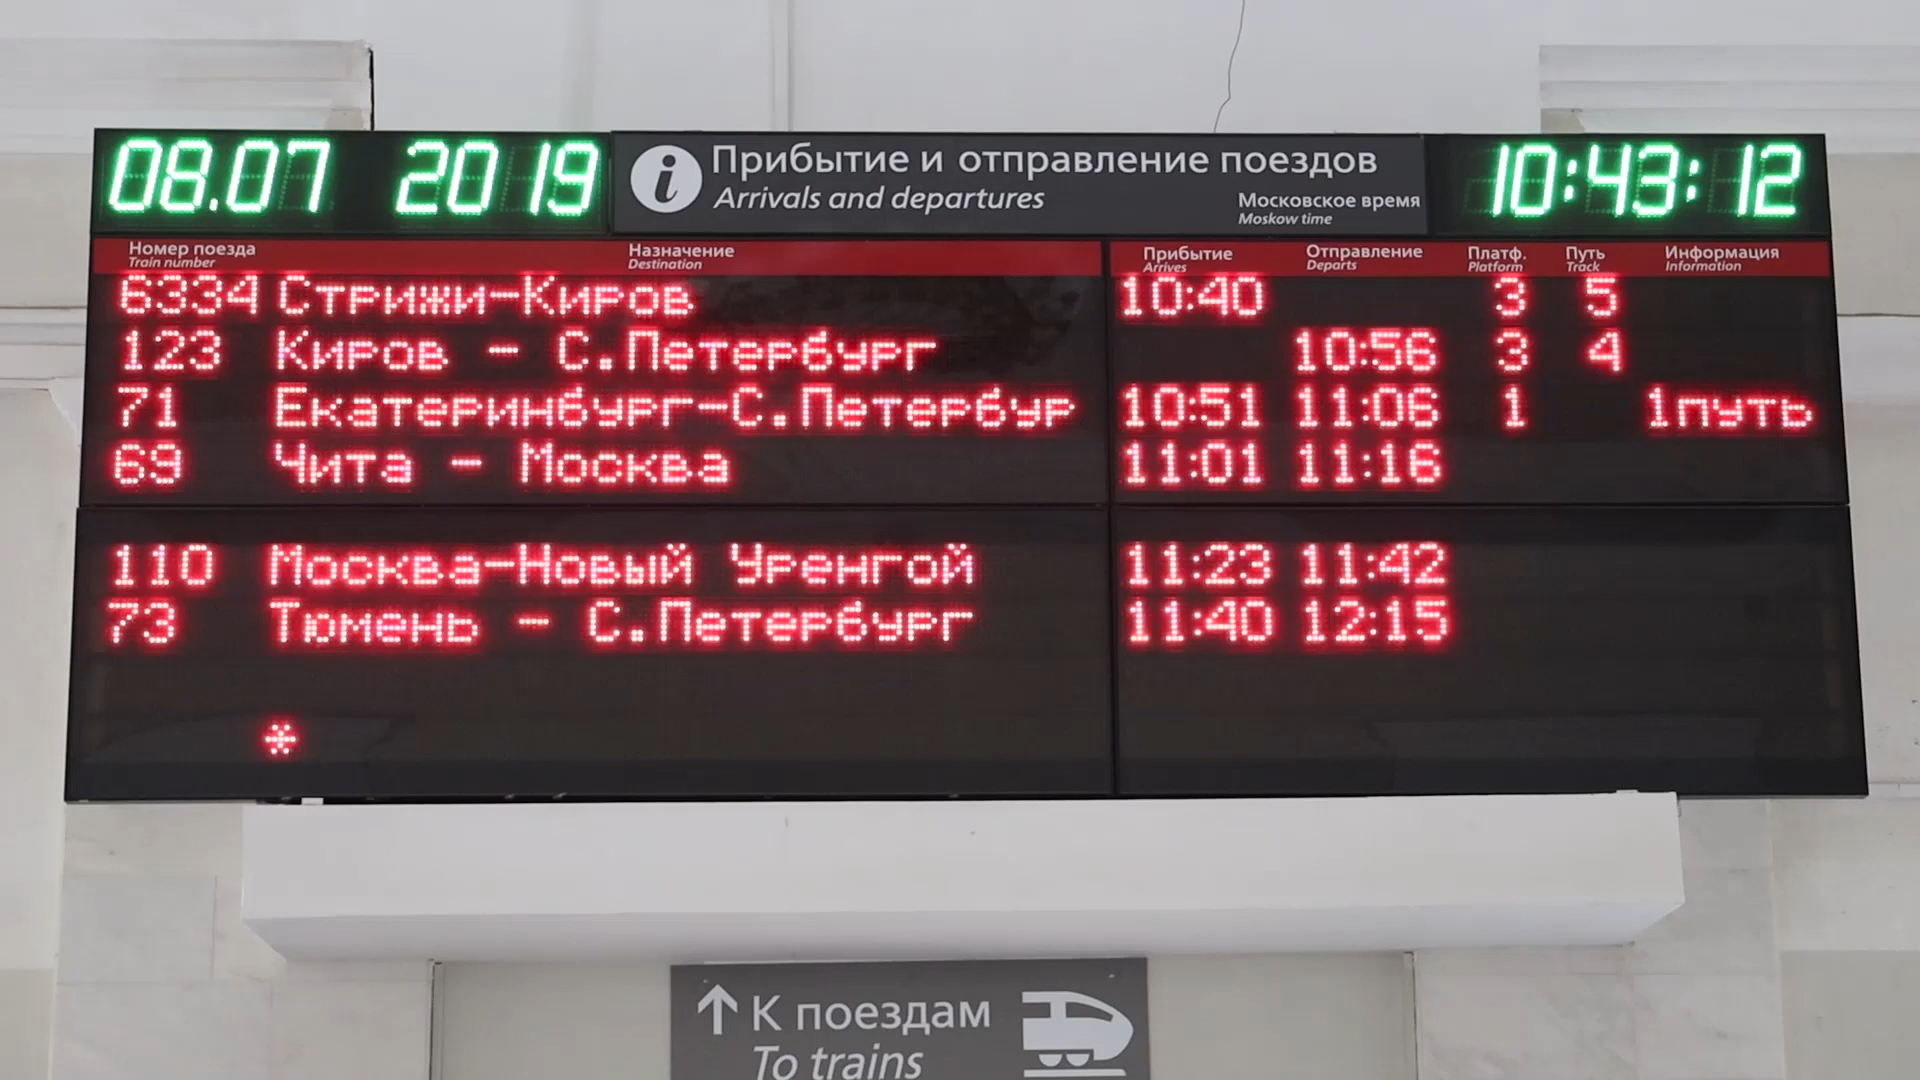 08.07 2019 Прибытие и отправление поездов 10:43:12
Arrivals and departures Московское время
Moskow time
Номер поезда Назначение Прибытие Отправление Платф. Путь Информация
Train number Destination Arrives Departs Platform Track Information
6334 Стрижи-Киров 10:40 3 5
123 Киров - С.Петербург 10:56 3 4
71 Екатеринбург-С.Петербур 10:51 11:06 1 1путь
69 Чита - Москва 11:01 11:16
110 Москва-Новый Уренгой 11:23 11:42
73 Тюмень - С.Петербург 11:40 12:15
*
К поездам
To trains